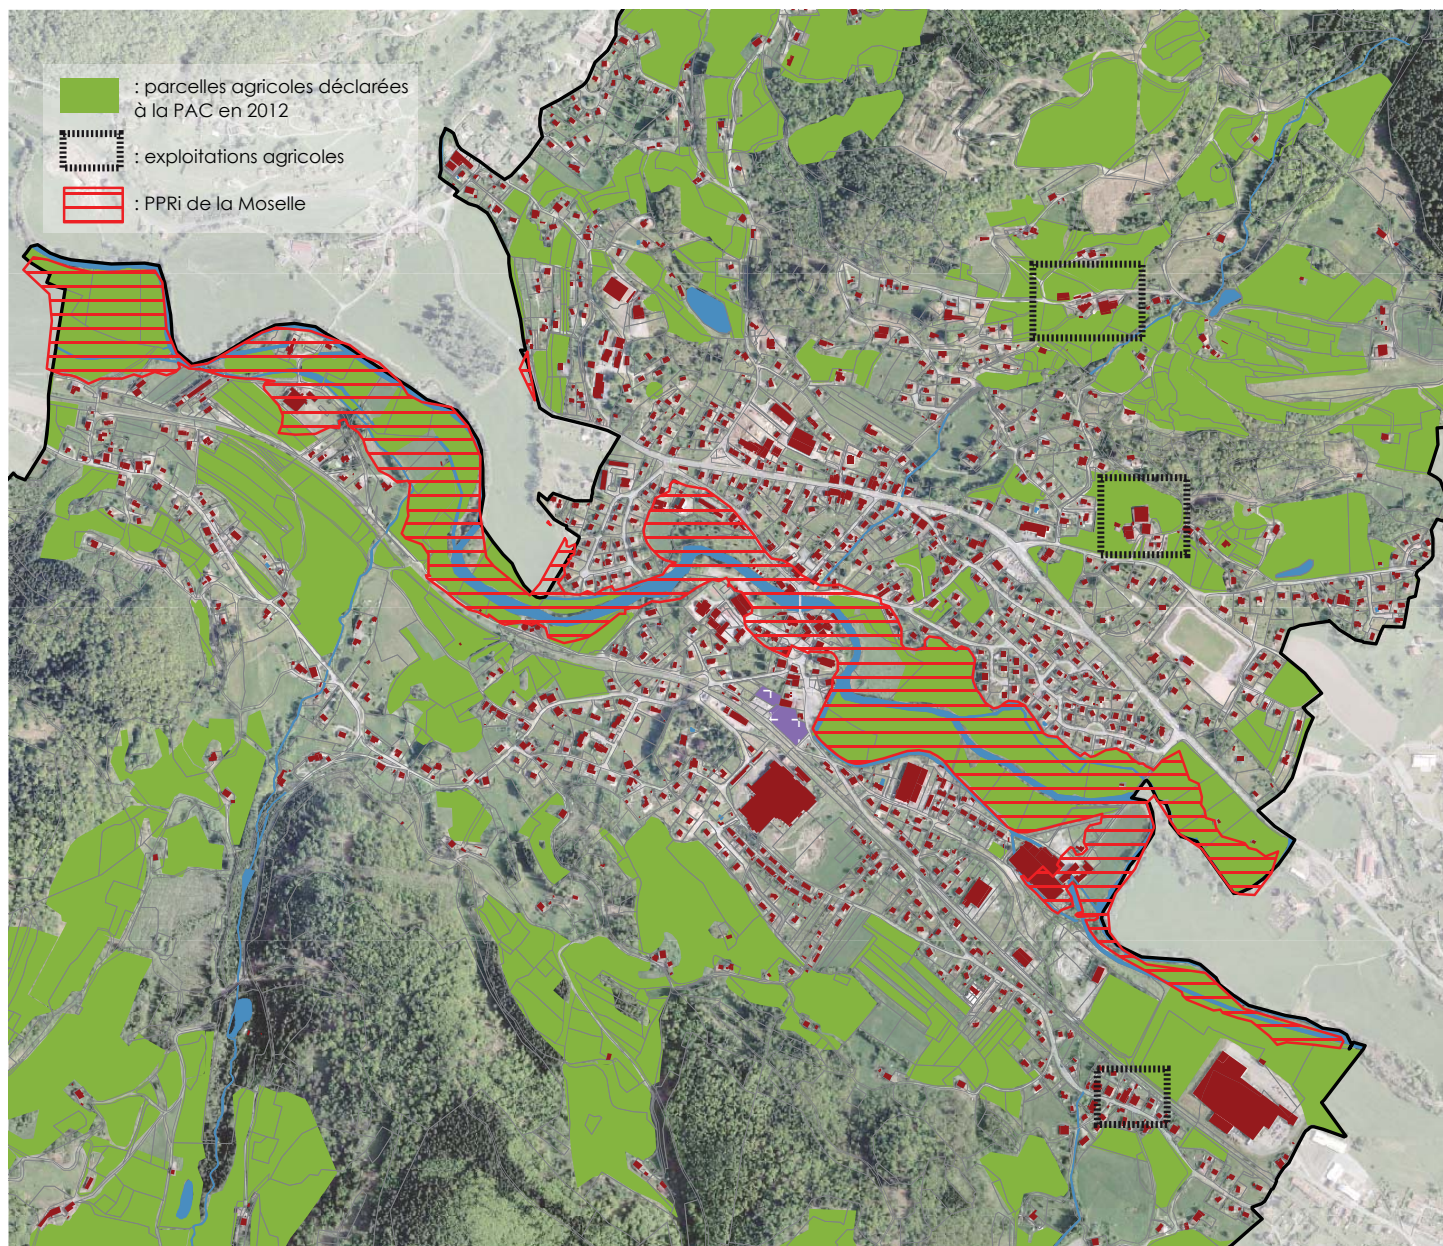 : parcelles agricoles déclarées
à la PAC en 2012
: exploitations agricoles
: PPRi de la Moselle